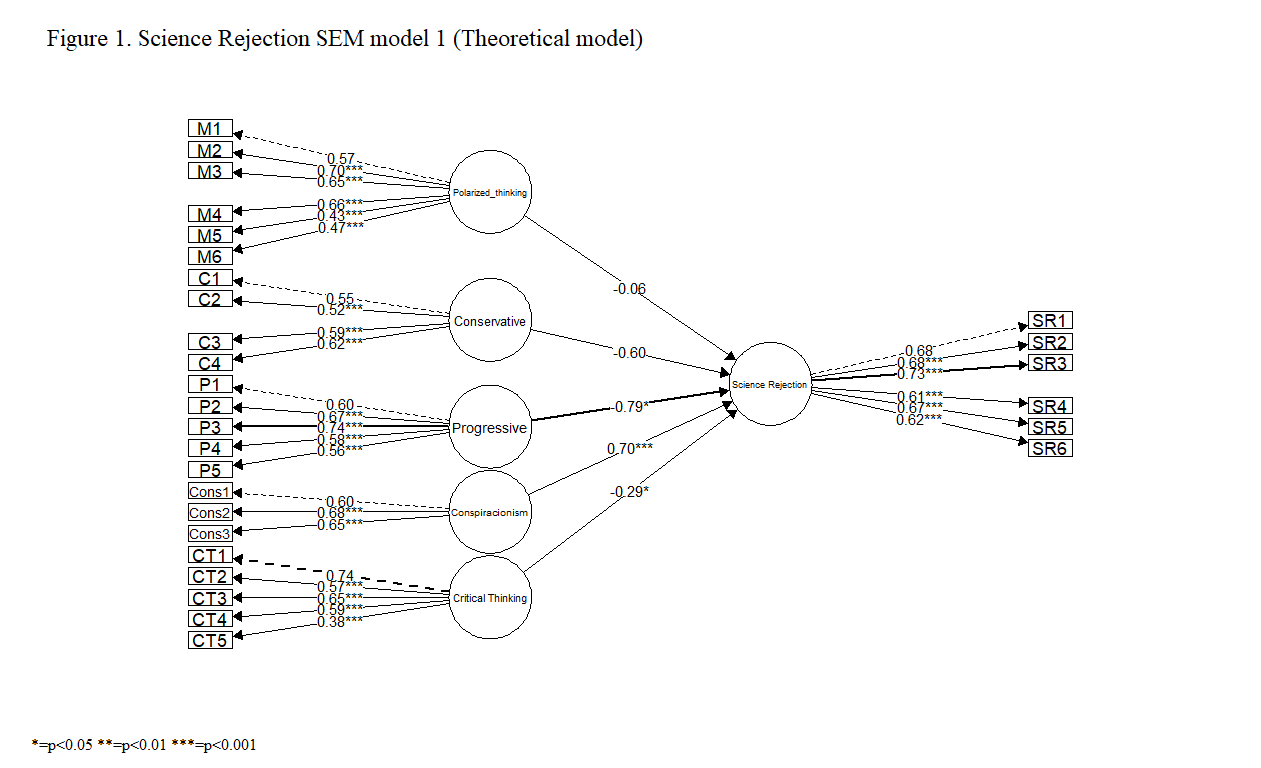 Figure 1. Science Rejection SEM model 1 (Theoretical model)
M1
M2
M3
M4
M5
M6
C1
C2
C3
C4
P1
P2
P3
P4
P5
Cons1
Cons2
Cons3
CT1
CT2
CT3
CT4
CT5
0.57
0.70***
0.65***
0.66***
0.43***
0.47***
0.55
0.52***
0.59***
0.62***
0.60
0.67***
0.74***
0.58***
0.56***
0.60
0.68***
0.65***
0.74
0.57***
0.65***
0.59***
0.38***
Polarized_thinking
Conservative
Progressive
Conspiracionism
Critical Thinking
-0.06
-0.60
-0.79*
0.70***
-0.29*
Science Rejection
0.68
0.68***
0.73***
0.61***
0.67***
0.62***
SR1
SR2
SR3
SR4
SR5
SR6
*=p<0.05 **=p<0.01 ***=p<0.001